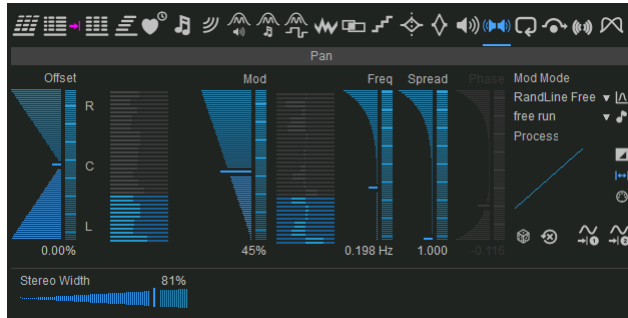 Pan
Offset Mod Freq Spread Phase Mod Mode
R RandLine Free
free run
Process
C
L
0.00% 45% 0.198 Hz 1.000 -0.116
Stereo Width 81%